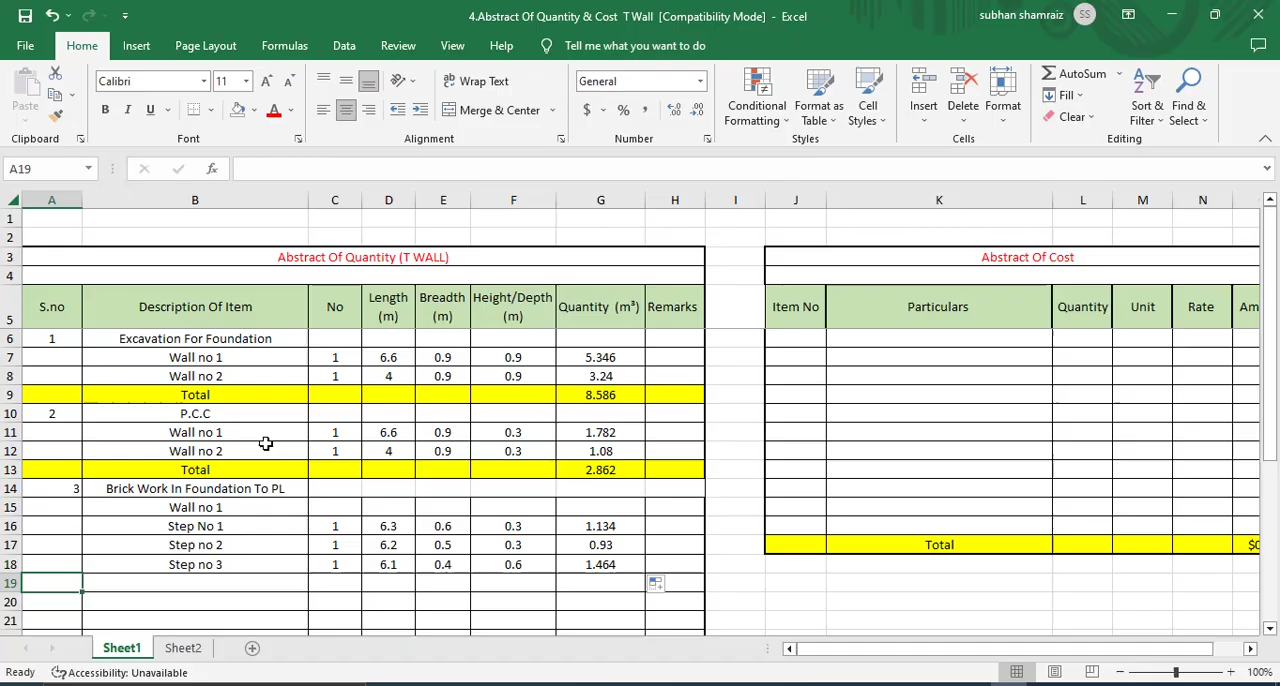 4.Abstract Of Quantity & Cost T Wall [Compatibility Mode] - Excel
subhan shamraiz SS
File Home Insert Page Layout Formulas Data Review View Help Tell me what you want to do
Paste
Calibri 11
Wrap Text
General
Conditional Formatting
Format as Table
Cell Styles
Insert Delete Format
AutoSum
Fill
Clear
Sort & Filter
Find & Select
B I U
Merge & Center
$ % ,
Clipboard Font Alignment Number Styles Cells Editing
A19 fx
A B C D E F G H I J K L M N
1
2
3 Abstract Of Quantity (T WALL) Abstract Of Cost
4
5 S.no Description Of Item No Length (m) Breadth (m) Height/Depth (m) Quantity (m³) Remarks Item No Particulars Quantity Unit Rate Am
6 1 Excavation For Foundation
7 Wall no 1 1 6.6 0.9 0.9 5.346
8 Wall no 2 1 4 0.9 0.9 3.24
9 Total 8.586
10 2 P.C.C
11 Wall no 1 1 6.6 0.9 0.3 1.782
12 Wall no 2 1 4 0.9 0.3 1.08
13 Total 2.862
14 3 Brick Work In Foundation To PL
15 Wall no 1
16 Step No 1 1 6.3 0.6 0.3 1.134
17 Step no 2 1 6.2 0.5 0.3 0.93 Total $0
18 Step no 3 1 6.1 0.4 0.6 1.464
19
20
21
Sheet1 Sheet2
Ready Accessibility: Unavailable 100%